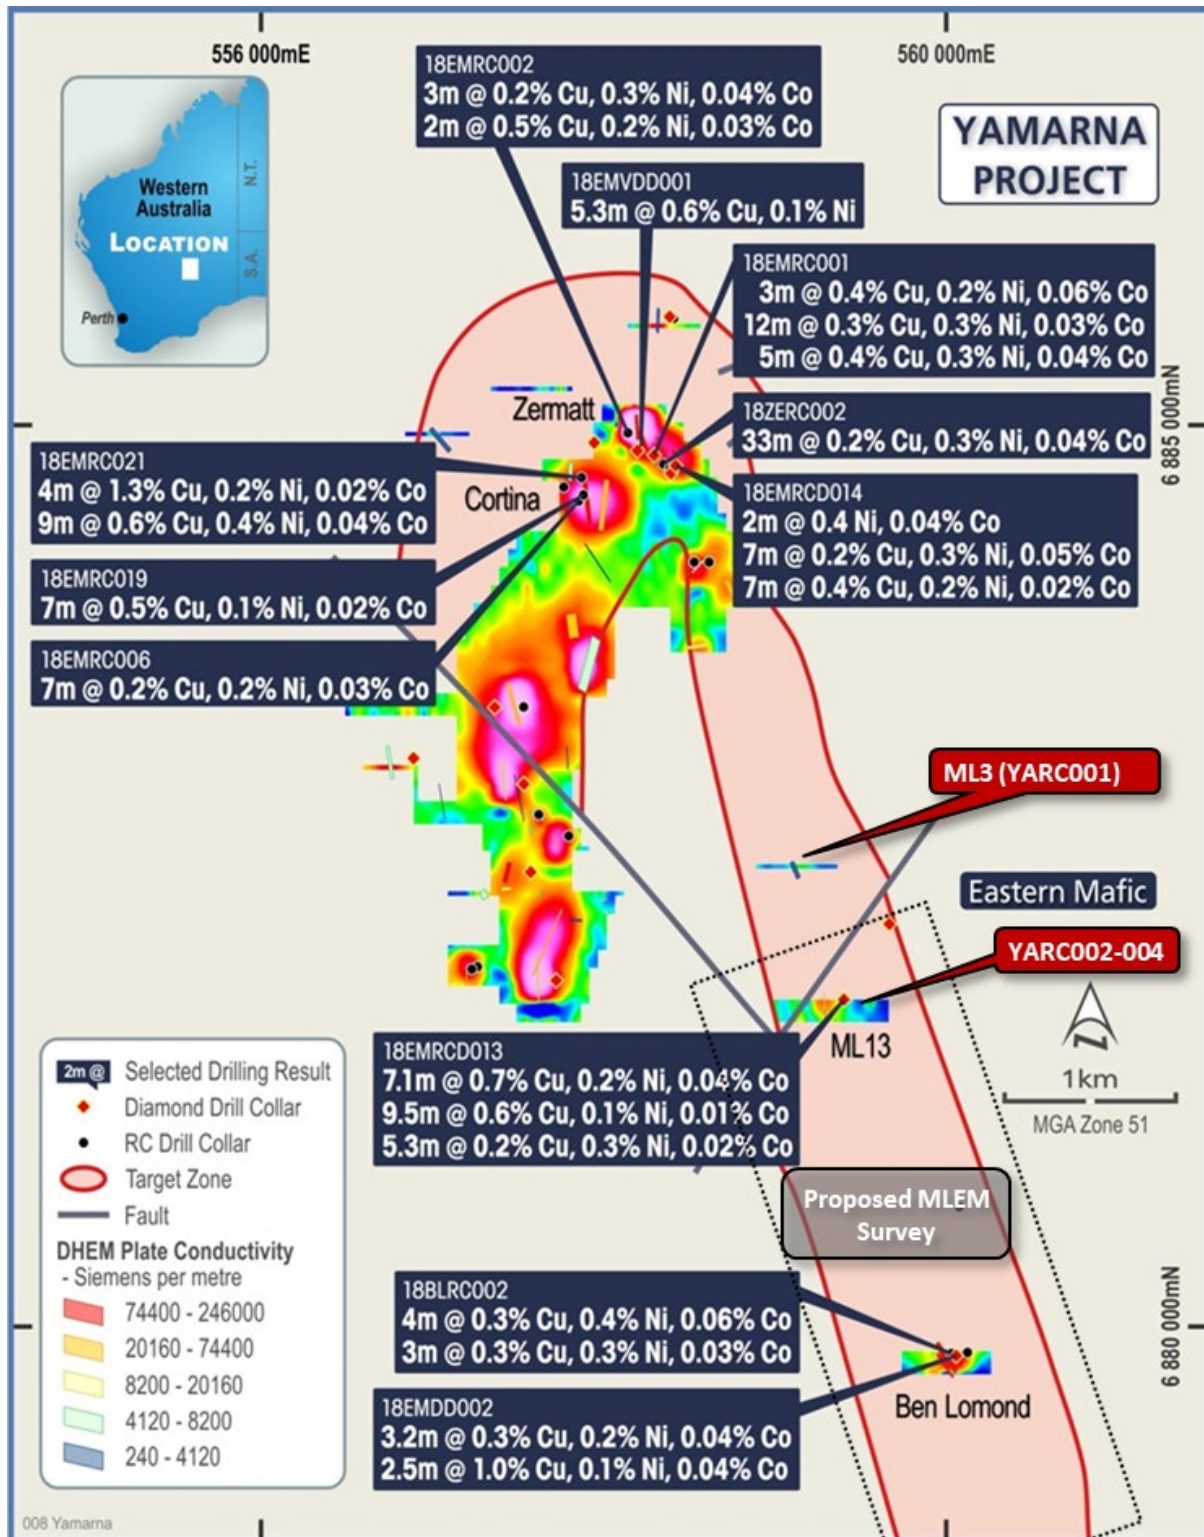 556 000mE
560 000mE
Western
Australia
LOCATION
N.T.
S.A.
Perth
YAMARNA
PROJECT
18EMRC002
3m @ 0.2% Cu, 0.3% Ni, 0.04% Co
2m @ 0.5% Cu, 0.2% Ni, 0.03% Co
18EMVDD001
5.3m @ 0.6% Cu, 0.1% Ni
18EMRC001
3m @ 0.4% Cu, 0.2% Ni, 0.06% Co
12m @ 0.3% Cu, 0.3% Ni, 0.03% Co
5m @ 0.4% Cu, 0.3% Ni, 0.04% Co
6 885 000mN
Zermatt
18ZERC002
33m @ 0.2% Cu, 0.3% Ni, 0.04% Co
18EMRC021
4m @ 1.3% Cu, 0.2% Ni, 0.02% Co
9m @ 0.6% Cu, 0.4% Ni, 0.04% Co
Cortina
18EMRCD014
2m @ 0.4 Ni, 0.04% Co
7m @ 0.2% Cu, 0.3% Ni, 0.05% Co
7m @ 0.4% Cu, 0.2% Ni, 0.02% Co
18EMRC019
7m @ 0.5% Cu, 0.1% Ni, 0.02% Co
18EMRC006
7m @ 0.2% Cu, 0.2% Ni, 0.03% Co
ML3 (YARC001)
Eastern Mafic
YARC002-004
ML13
18EMRCD013
7.1m @ 0.7% Cu, 0.2% Ni, 0.04% Co
9.5m @ 0.6% Cu, 0.1% Ni, 0.01% Co
5.3m @ 0.2% Cu, 0.3% Ni, 0.02% Co
N
1km
MGA Zone 51
2m @
Selected Drilling Result
Diamond Drill Collar
RC Drill Collar
Target Zone
Fault
DHEM Plate Conductivity
- Siemens per metre
74400 - 246000
20160 - 74400
8200 - 20160
4120 - 8200
240 - 4120
Proposed MLEM
Survey
18BLRC002
4m @ 0.3% Cu, 0.4% Ni, 0.06% Co
3m @ 0.3% Cu, 0.3% Ni, 0.03% Co
6 880 000mN
18EMDD002
3.2m @ 0.3% Cu, 0.2% Ni, 0.04% Co
2.5m @ 1.0% Cu, 0.1% Ni, 0.04% Co
Ben Lomond
008 Yamarna